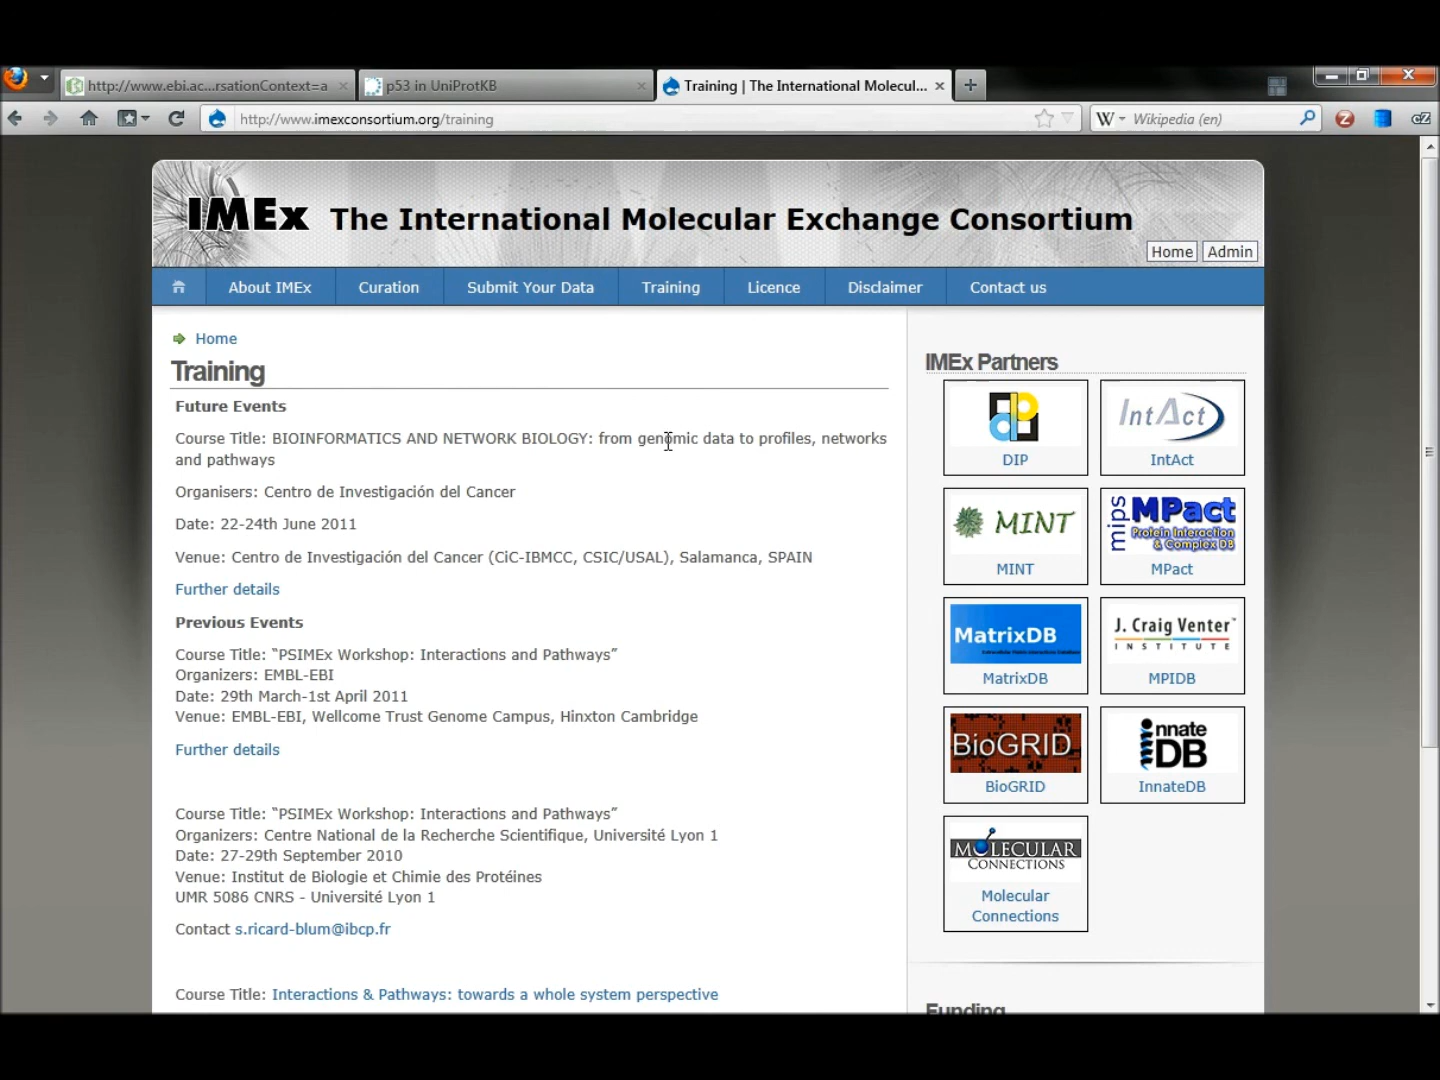 http://www.ebi.ac...rsationContext=a
p53 in UniProtKB
Training | The International Molecul...
http://www.imexconsortium.org/training
W
Wikipedia (en)
IMEx The International Molecular Exchange Consortium
Home Admin
About IMEx Curation Submit Your Data Training Licence Disclaimer Contact us
Home
Training
Future Events
Course Title: BIOINFORMATICS AND NETWORK BIOLOGY: from genomic data to profiles, networks
and pathways
Organisers: Centro de Investigación del Cancer
Date: 22-24th June 2011
Venue: Centro de Investigación del Cancer (CiC-IBMCC, CSIC/USAL), Salamanca, SPAIN
Further details
Previous Events
Course Title: “PSIMEx Workshop: Interactions and Pathways”
Organizers: EMBL-EBI
Date: 29th March-1st April 2011
Venue: EMBL-EBI, Wellcome Trust Genome Campus, Hinxton Cambridge
Further details
Course Title: “PSIMEx Workshop: Interactions and Pathways”
Organizers: Centre National de la Recherche Scientifique, Université Lyon 1
Date: 27-29th September 2010
Venue: Institut de Biologie et Chimie des Protéines
UMR 5086 CNRS - Université Lyon 1
Contact s.ricard-blum@ibcp.fr
Course Title: Interactions & Pathways: towards a whole system perspective
IMEx Partners
dip
DIP
IntAct
IntAct
MINT
MINT
mips MPact
Protein Interaction
& Complex DB
MPact
MatrixDB
MatrixDB
J. Craig Venter™
INSTITUTE
MPIDB
BioGRID
BioGRID
innate
DB
InnateDB
MOLECULAR
CONNECTIONS
Molecular
Connections
Funding